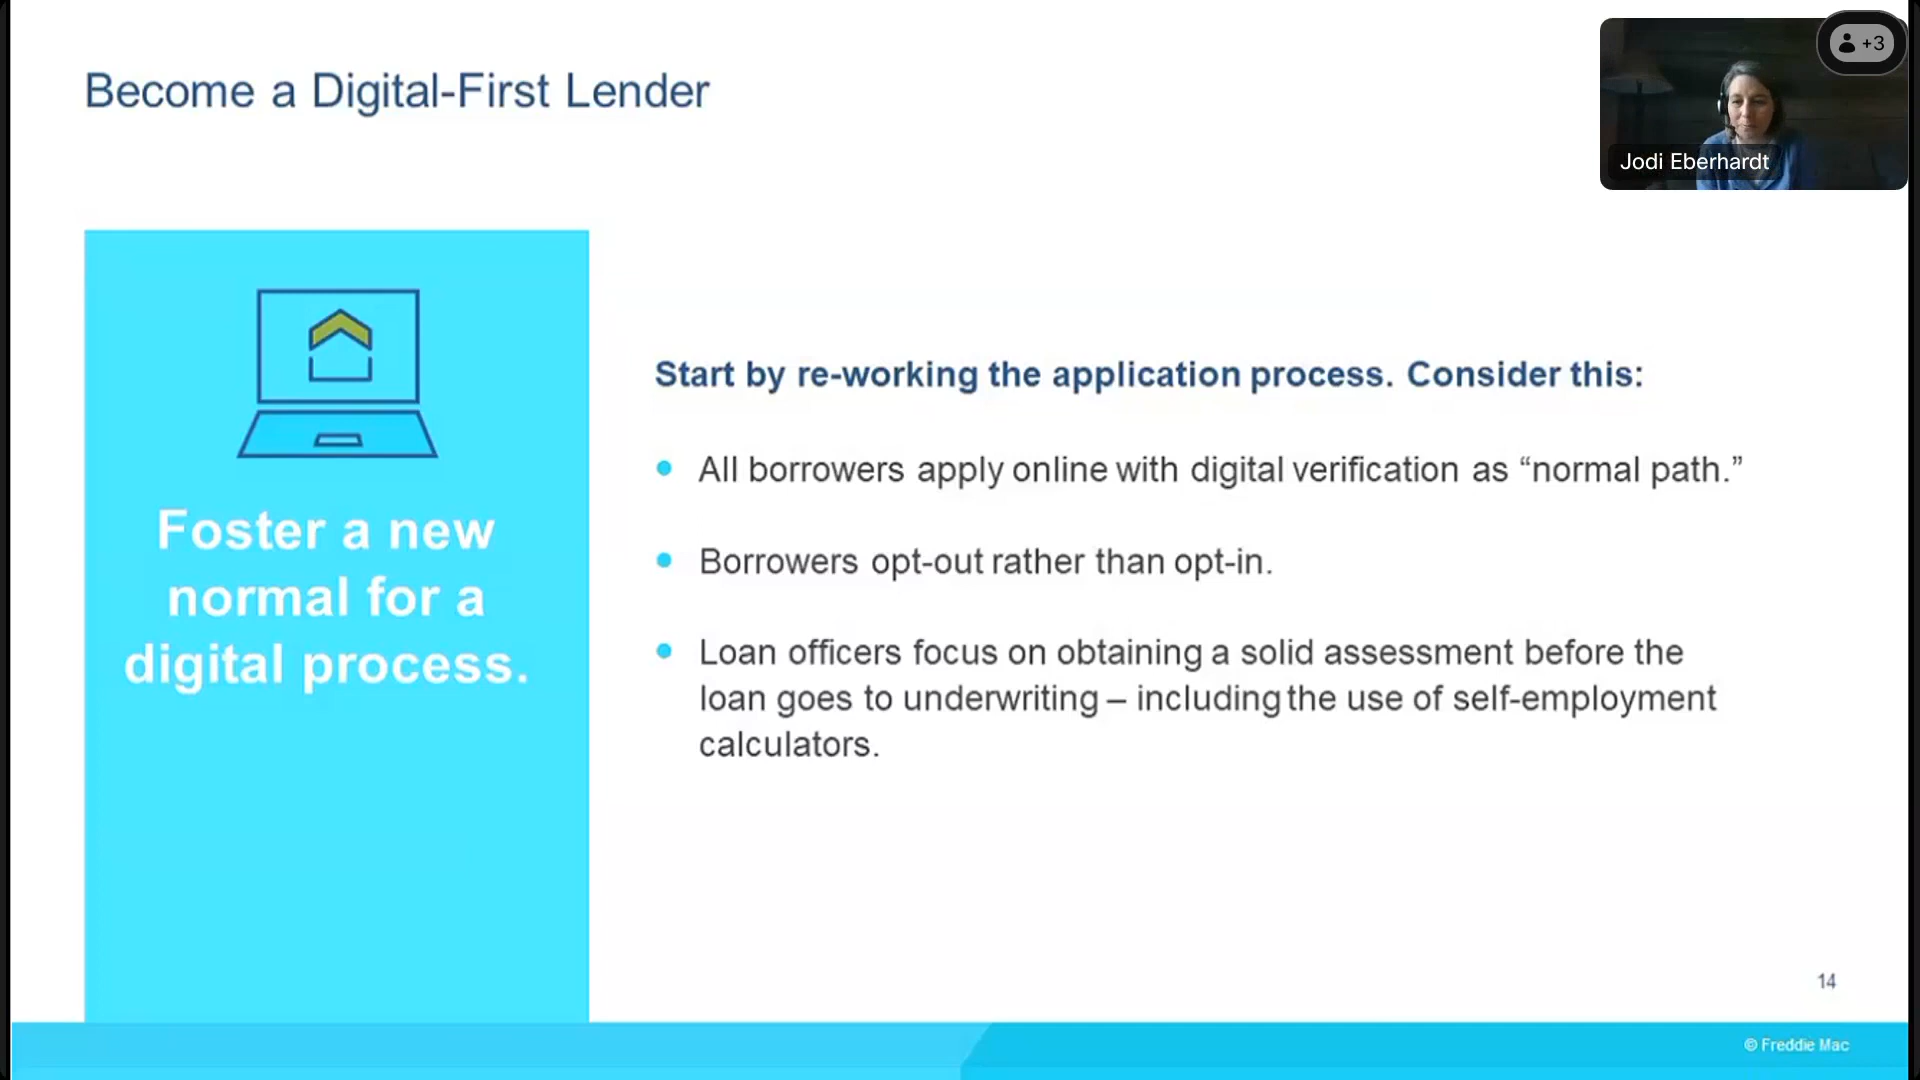 Become a Digital-First Lender
+3
Jodi Eberhardt
Foster a new
normal for a
digital process.
Start by re-working the application process. Consider this:
All borrowers apply online with digital verification as “normal path.”
Borrowers opt-out rather than opt-in.
Loan officers focus on obtaining a solid assessment before the
loan goes to underwriting – including the use of self-employment
calculators.
14
© Freddie Mac